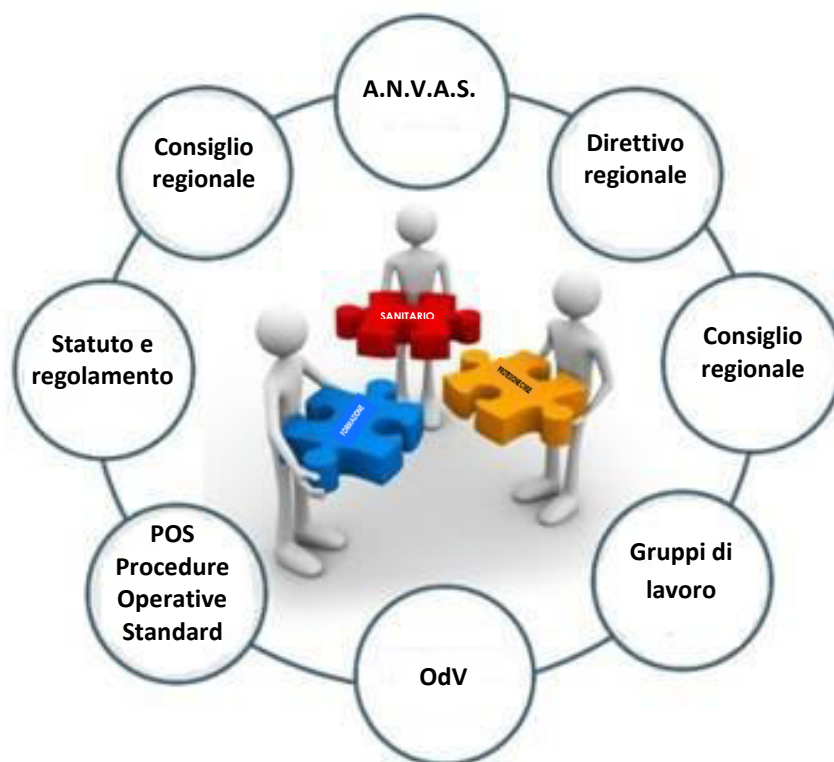 A.N.V.A.S.
Direttivo
regionale
Consiglio
regionale
Gruppi di
lavoro
OdV
POS
Procedure
Operative
Standard
Statuto e
regolamento
Consiglio
regionale
SANITARIO
FORMAZIONE
PROTEZIONE CIVILE